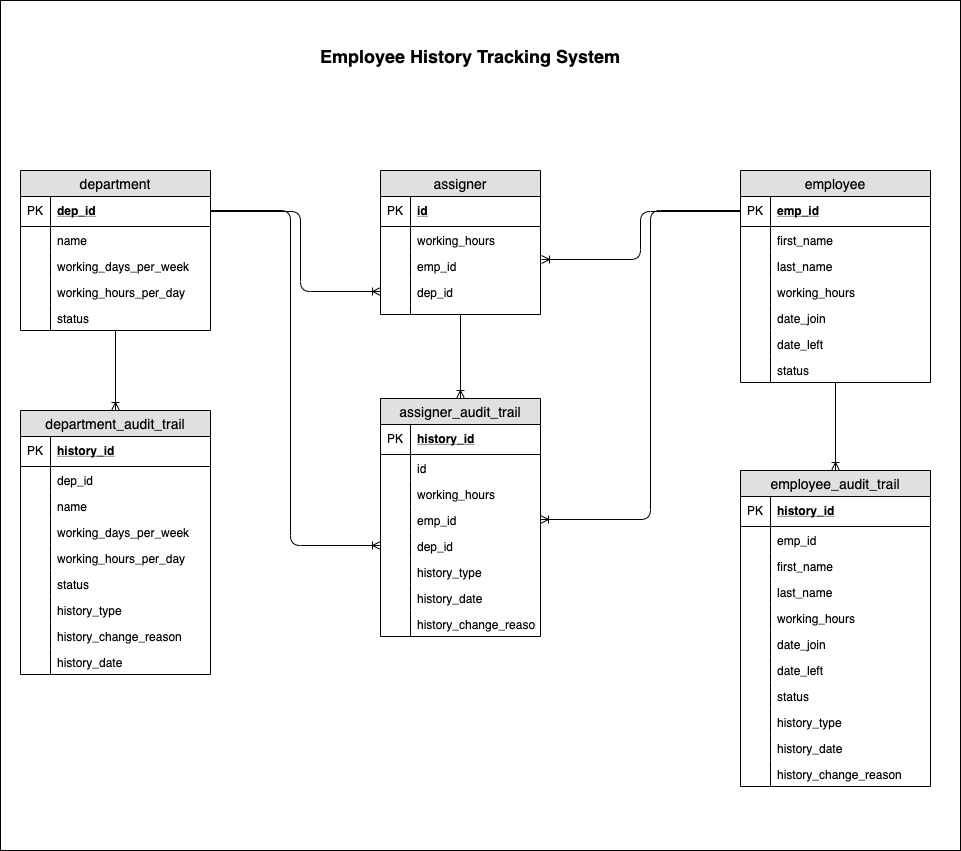 Employee History Tracking System
department
PK dep_id
name
working_days_per_week
working_hours_per_day
status
assigner
PK id
working_hours
emp_id
dep_id
employee
PK emp_id
first_name
last_name
working_hours
date_join
date_left
status
department_audit_trail
PK history_id
dep_id
name
working_days_per_week
working_hours_per_day
status
history_type
history_change_reason
history_date
assigner_audit_trail
PK history_id
id
working_hours
emp_id
dep_id
history_type
history_date
history_change_reaso
employee_audit_trail
PK history_id
emp_id
first_name
last_name
working_hours
date_join
date_left
status
history_type
history_date
history_change_reason